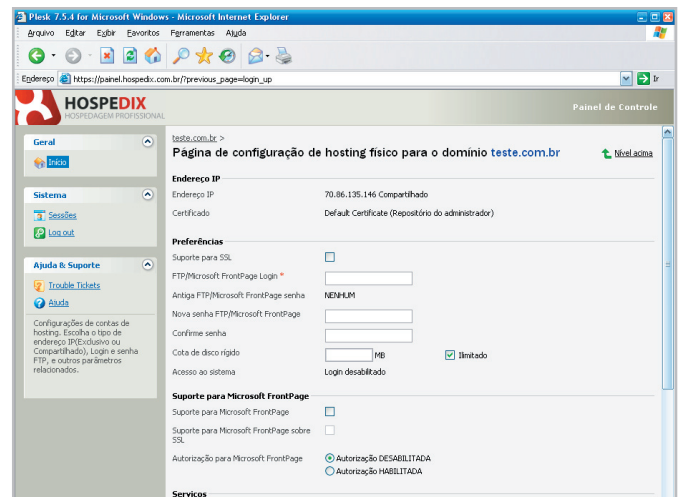 Plesk 7.5.4 for Microsoft Windows - Microsoft Internet Explorer
Arquivo Editar Exibir Favoritos Ferramentas Ajuda
Endereço https://painel.hospedix.com.br/?previous_page=login_up Ir
HOSPEDIX
HOSPEDAGEM PROFISSIONAL
Painel de Controle
Geral
Início
Sistema
Sessões
Log out
Ajuda & Suporte
Trouble Tickets
Ajuda
Configurações de contas de
hosting. Escolha o tipo de
endereço IP(Exclusivo ou
Compartilhado), Login e senha
FTP, e outros parâmetros
relacionados.
teste.com.br >
Página de configuração de hosting físico para o domínio teste.com.br
Nível acima
Endereço IP
Endereço IP 70.86.135.146 Compartilhado
Certificado Default Certificate (Repositório do administrador)
Preferências
Suporte para SSL
FTP/Microsoft FrontPage Login *
Antiga FTP/Microsoft FrontPage senha NENHUM
Nova senha FTP/Microsoft FrontPage
Confirme senha
Cota de disco rígido MB Ilimitado
Acesso ao sistema Login desabilitado
Suporte para Microsoft FrontPage
Suporte para Microsoft FrontPage
Suporte para Microsoft FrontPage sobre
SSL
Autorização para Microsoft FrontPage Autorização DESABILITADA
Autorização HABILITADA
Serviços